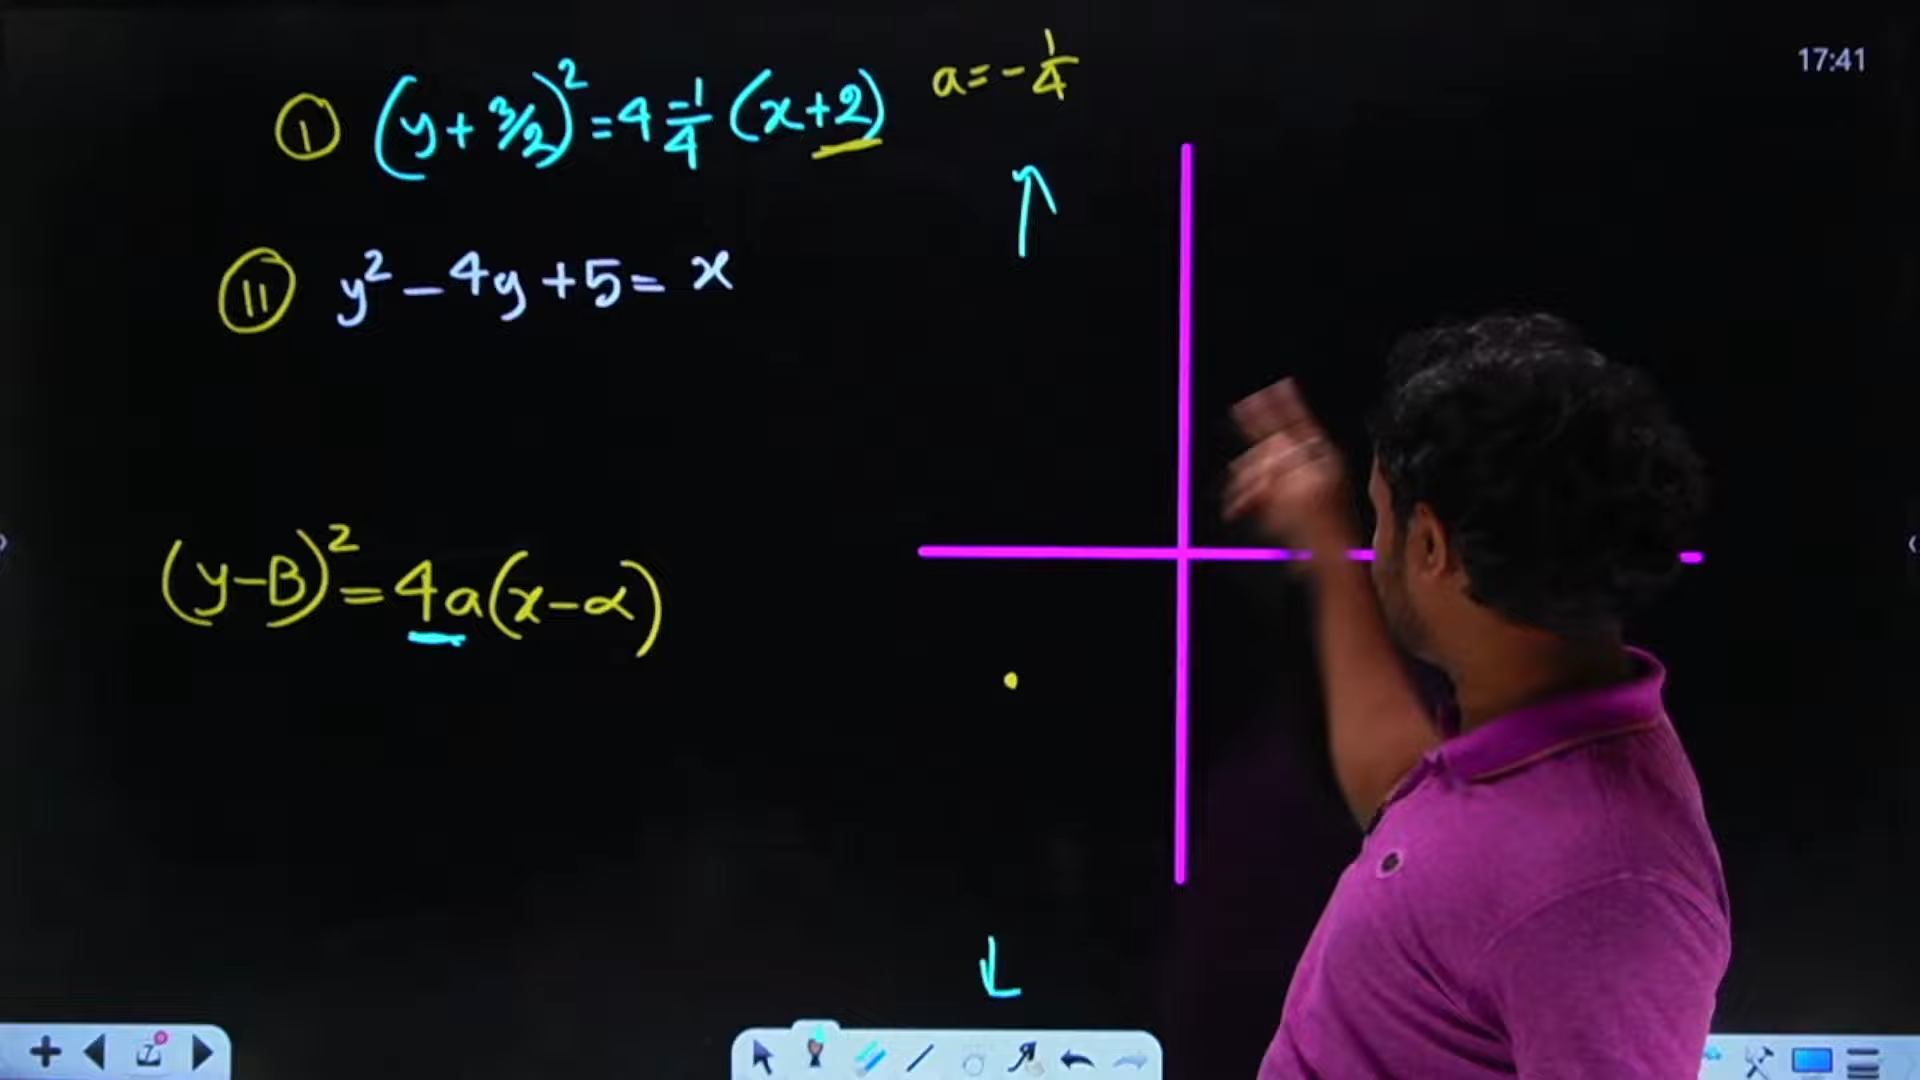 17:41
① (y + 3/2)² = 4 -1/4 (x+2) a = -1/4
⑪ y² - 4y + 5 = x
(y-B)² = 4a(x-α)